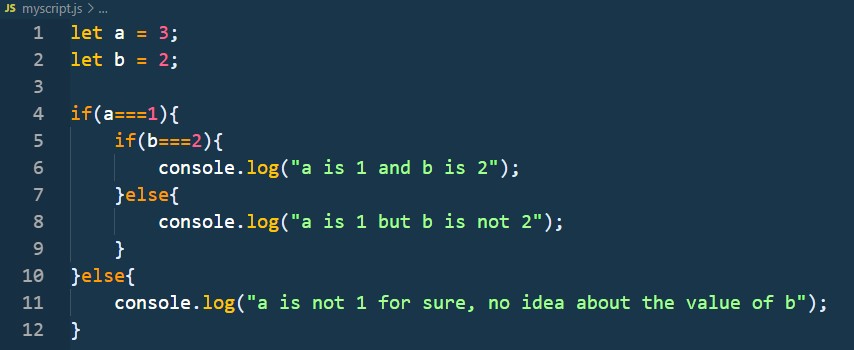 JS myscript.js > ...
1 let a = 3;
2 let b = 2;
3
4 if(a===1){
5     if(b===2){
6         console.log("a is 1 and b is 2");
7     }else{
8         console.log("a is 1 but b is not 2");
9     }
10 }else{
11     console.log("a is not 1 for sure, no idea about the value of b");
12 }